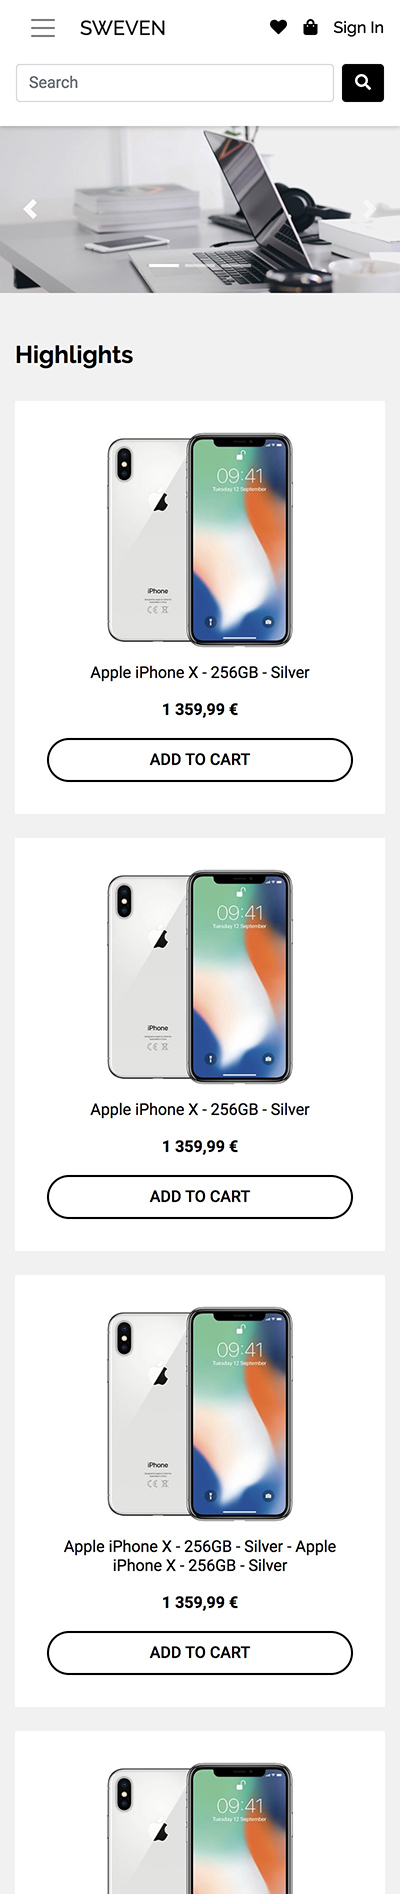 SWEVEN
Sign In
Search
Highlights
09:41
Tuesday 12 September
iPhone
Apple iPhone X - 256GB - Silver
1 359,99 €
ADD TO CART
09:41
Tuesday 12 September
iPhone
Apple iPhone X - 256GB - Silver
1 359,99 €
ADD TO CART
09:41
Tuesday 12 September
iPhone
Apple iPhone X - 256GB - Silver - Apple
iPhone X - 256GB - Silver
1 359,99 €
ADD TO CART
09:41
Tuesday 12 September